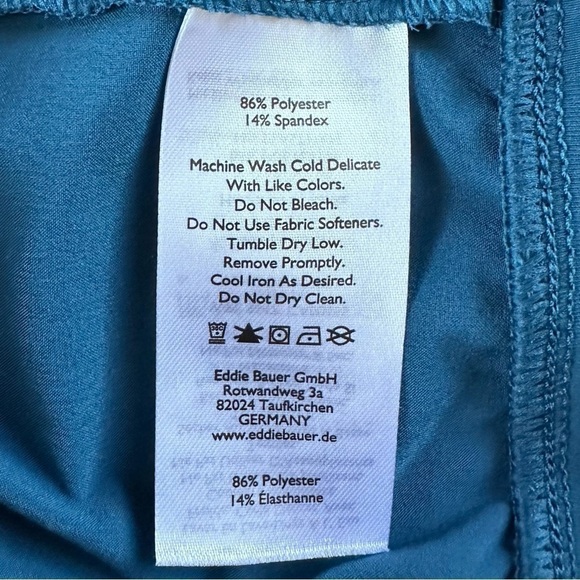 86% Polyester
14% Spandex
Machine Wash Cold Delicate
With Like Colors.
Do Not Bleach.
Do Not Use Fabric Softeners.
Tumble Dry Low.
Remove Promptly.
Cool Iron As Desired.
Do Not Dry Clean.
Eddie Bauer GmbH
Rotwandweg 3a
82024 Taufkirchen
GERMANY
www.eddiebauer.de
86% Polyester
14% Élasthanne